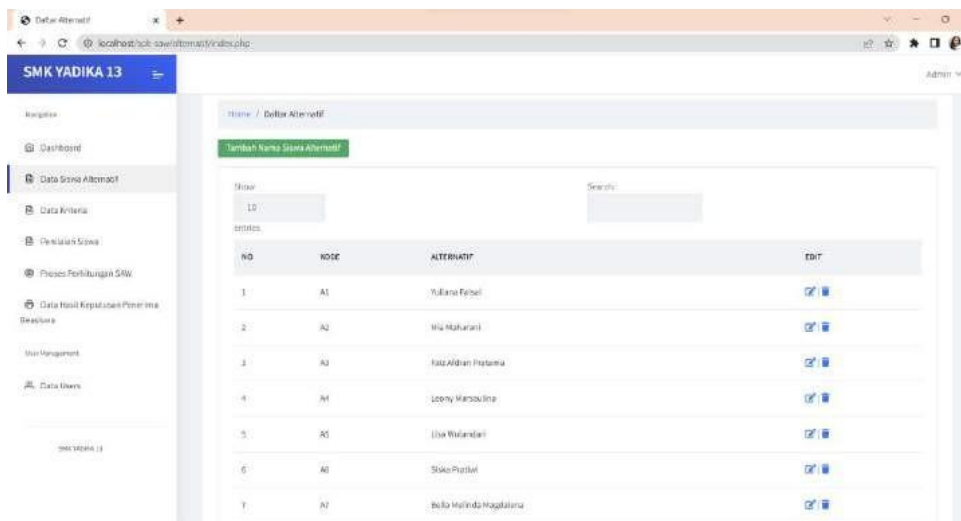 Daftar Alternatif
localhost/spk-saw/alternatif/index.php
SMK YADIKA 13
Admin
Navigation
Home / Daftar Alternatif
Dashboard
Tambah Nama Siswa Alternatif
Data Siswa Alternatif
Show
Search:
Data Kriteria
10
entries
Penilaian Siswa
NO KODE ALTERNATIF EDIT
Proses Perhitungan SAW
1 A1 Yuliana Faisal
Data Hasil Keputusan Penerima
Beasiswa
2 A2 Maharani
User Management
3 A3 Pratama
Data Users
4 A4 Leony Marsaulina
5 A5 Lisa Wulandari
SMK YADIKA 13
6 A6 Siska Pratiwi
7 A7 Bella Melinda Magdalena